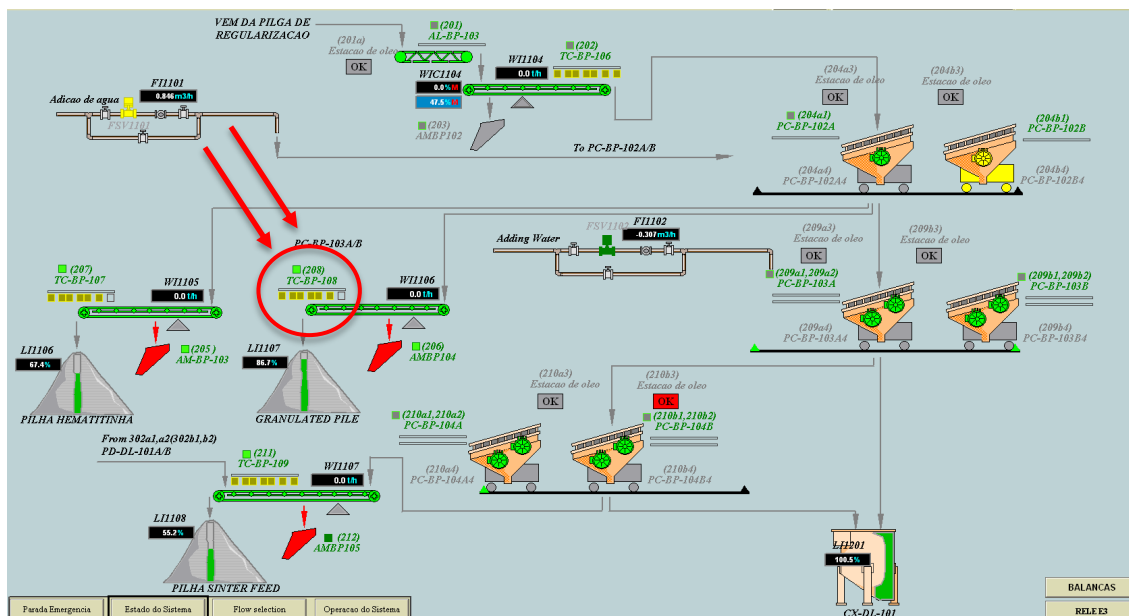 VEM DA PILGA DE
REGULARIZACAO
(201)
AL-BP-103
(201a)
Estacao de oleo
OK
WI1104
0.0 t/h
(202)
TC-BP-106
WIC1104
0.0% M
47.5%
(203)
AMBP102
FI1101
0.846 m3/h
Adicao de agua
FSV1101
To PC-BP-102A/B
(204a3)
Estacao de oleo
OK
(204b3)
Estacao de oleo
OK
(204a1)
PC-BP-102A
(204b1)
PC-BP-102B
(204a4)
PC-BP-102A4
(204b4)
PC-BP-102B4
PC-BP-103A/B
(207)
TC-BP-107
WI1105
0.0 t/h
(208)
TC-BP-108
WI1106
0.0 t/h
Adding Water
FSV1102
FI1102
-0.307 m3/h
(209a3)
Estacao de oleo
OK
(209b3)
Estacao de oleo
OK
(209a1,209a2)
PC-BP-103A
(209b1,209b2)
PC-BP-103B
(209a4)
PC-BP-103A4
(209b4)
PC-BP-103B4
(205)
AM-BP-103
(206)
AMBP104
LI1106
67.4%
PILHA HEMATITINHA
LI1107
86.7%
GRANULATED PILE
(210a3)
Estacao de oleo
OK
(210b3)
Estacao de oleo
OK
(210a1,210a2)
PC-BP-104A
(210b1,210b2)
PC-BP-104B
(210a4)
PC-BP-104A4
(210b4)
PC-BP-104B4
From 302a1,a2(302b1,b2)
PD-DL-101A/B
(211)
TC-BP-109
WI1107
0.0 t/h
(212)
AMBP105
LI1108
55.2%
PILHA SINTER FEED
LI1201
100.5%
CX-DL-101
BALANCAS
RELE E3
Parada Emergencia
Estado do Sistema
Flow selection
Operacao do Sistema